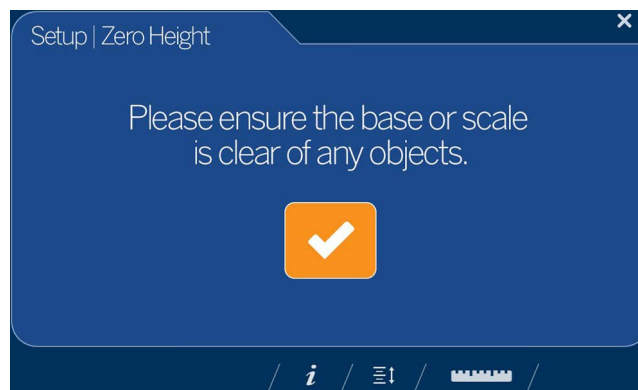 Setup | Zero Height
Please ensure the base or scale
is clear of any objects.
i